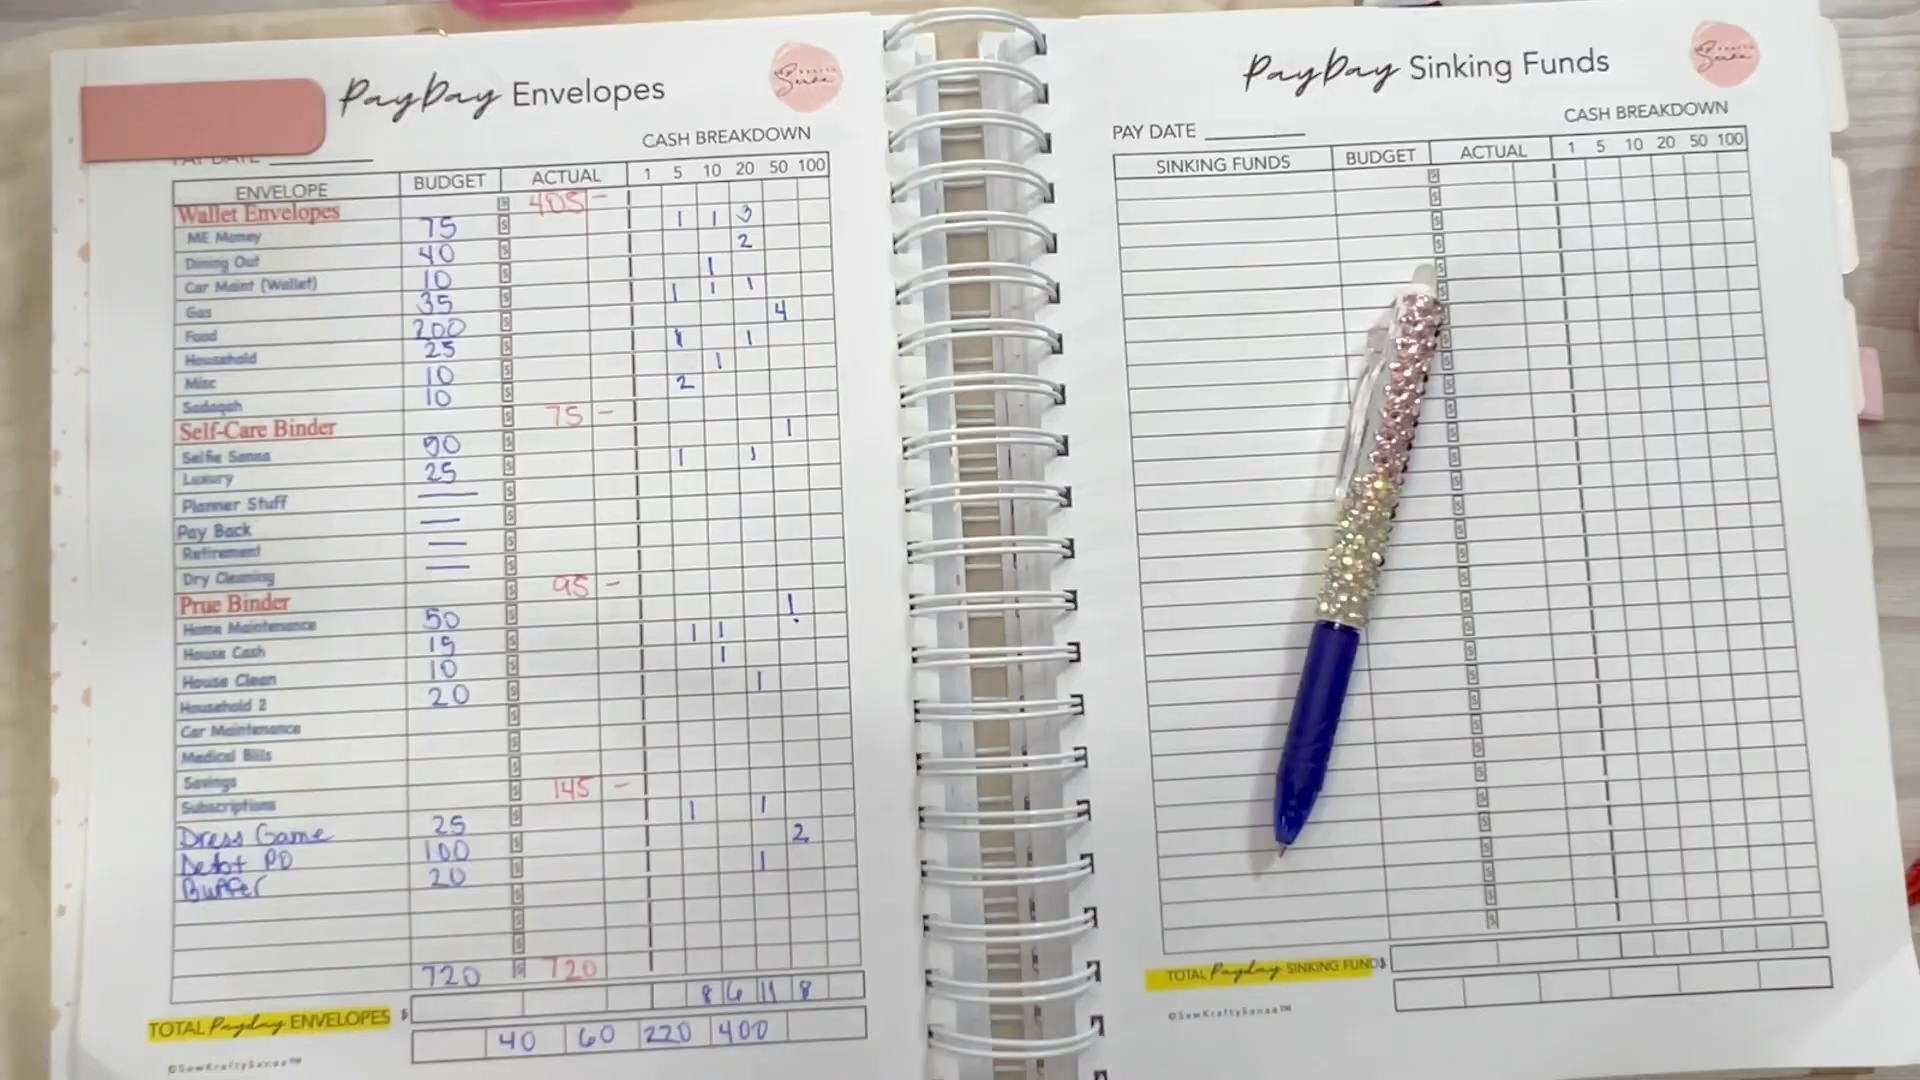 PayDay Envelopes
CASH BREAKDOWN
PAY DATE
ENVELOPE BUDGET ACTUAL 1 5 10 20 50 100
Wallet Envelopes $ 405 -
ME Money 75 $ 1 1 3
Dining Out 40 $ 2
Car Maint (Wallet) 10 $ 1
Gas 35 $ 1 1 1
Food 200 $ 4
Household 25 $ 1 1
Misc 10 $ 1
Sadaqah 10 $ 2
Self-Care Binder $ 75 -
Selfie Sanaa $ 1
Luxury 25 $ 1 1
Planner Stuff — $
Pay Back — $
Retirement — $
Dry Cleaning — $
Prue Binder $ 95 -
Home Maintenance 50 $ 1
House Cash 15 $ 1 1
House Clean 10 $ 1
Household 2 20 $ 1
Car Maintenance $
Medical Bills $
Savings $
Subscriptions $ 145 -
Dress Game 25 $ 1 1
Debt PD 100 $ 2
Buffer 20 $ 1
720 $ 720
TOTAL Payday ENVELOPES $ 8 6 11 8
40 60 220 400
©SewKraftySanaa™
PayDay Sinking Funds
CASH BREAKDOWN
PAY DATE
SINKING FUNDS BUDGET ACTUAL 1 5 10 20 50 100
TOTAL Payday SINKING FUNDS
©SewKraftySanaa™